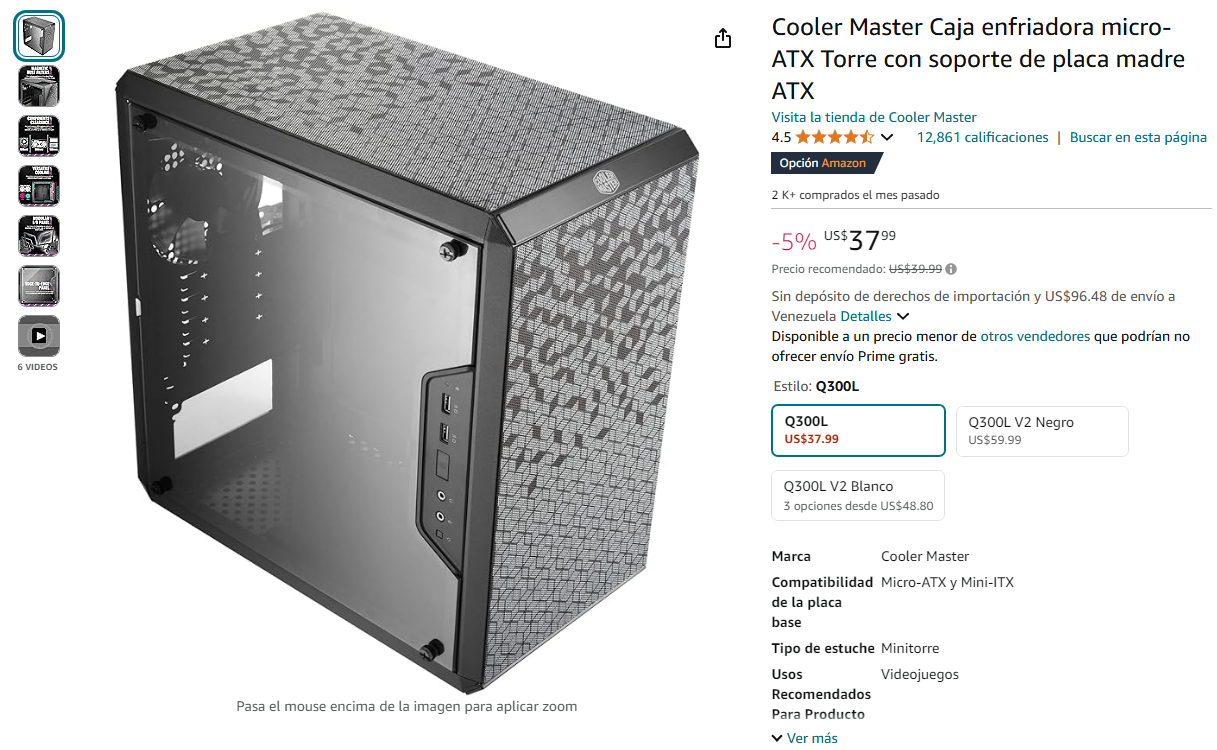 Cooler Master Caja enfriadora micro-
ATX Torre con soporte de placa madre
ATX
Visita la tienda de Cooler Master
4.5
12,861 calificaciones | Buscar en esta página
Opción Amazon
2 K+ comprados el mes pasado
-5% US$37 99
Precio recomendado: US$39.99
Sin depósito de derechos de importación y US$96.48 de envío a
Venezuela Detalles
Disponible a un precio menor de otros vendedores que podrían no
ofrecer envío Prime gratis.
Estilo: Q300L
Q300L
US$37.99
Q300L V2 Negro
US$59.99
Q300L V2 Blanco
3 opciones desde US$48.80
Marca Cooler Master
Compatibilidad Micro-ATX y Mini-ITX
de la placa
base
Tipo de estuche Minitorre
Usos Videojuegos
Recomendados
Para Producto
Ver más
6 VIDEOS
Pasa el mouse encima de la imagen para aplicar zoom